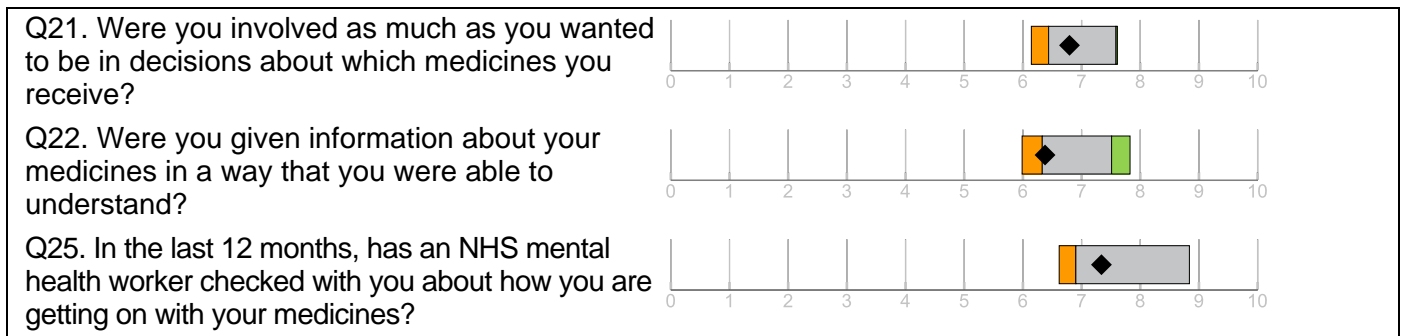 Q21. Were you involved as much as you wanted
to be in decisions about which medicines you
receive?
0 1 2 3 4 5 6 7 8 9 10
Q22. Were you given information about your
medicines in a way that you were able to
understand?
0 1 2 3 4 5 6 7 8 9 10
Q25. In the last 12 months, has an NHS mental
health worker checked with you about how you are
getting on with your medicines?
0 1 2 3 4 5 6 7 8 9 10